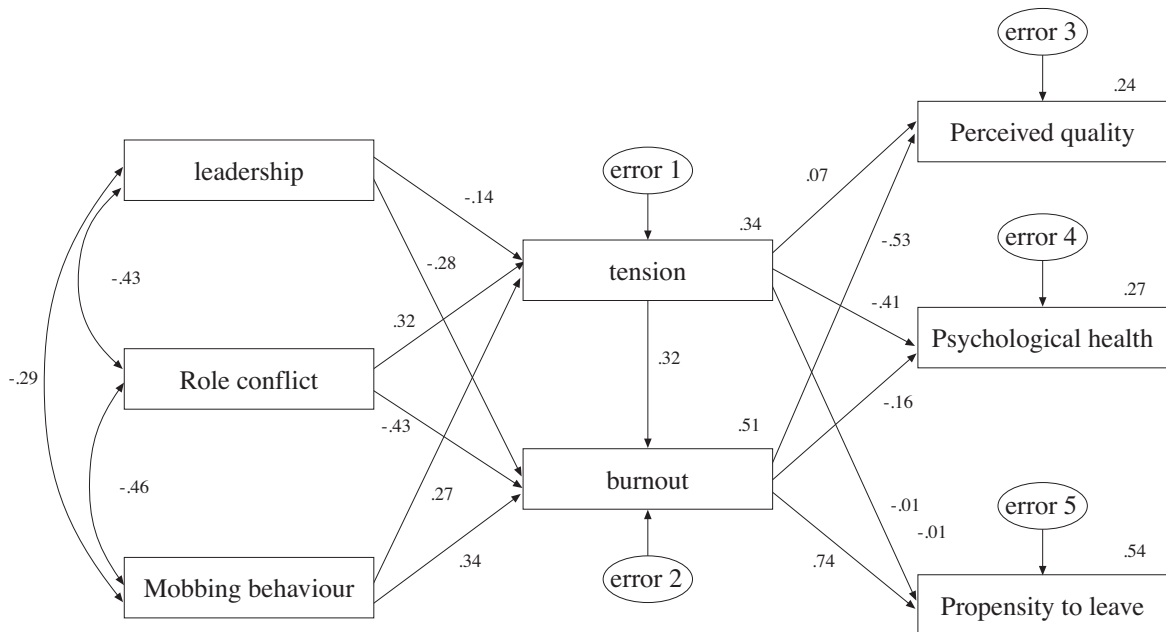 error 3
.24
Perceived quality
leadership
error 1
-.14
.07
.34
error 4
-.28
tension
-.53
-.43
.27
-.41
.32
Psychological health
.32
-.29
Role conflict
-.16
-.43
.51
burnout
-.46
.27
error 5
-.01
-.01
.34
.74
.54
Mobbing behaviour
error 2
Propensity to leave